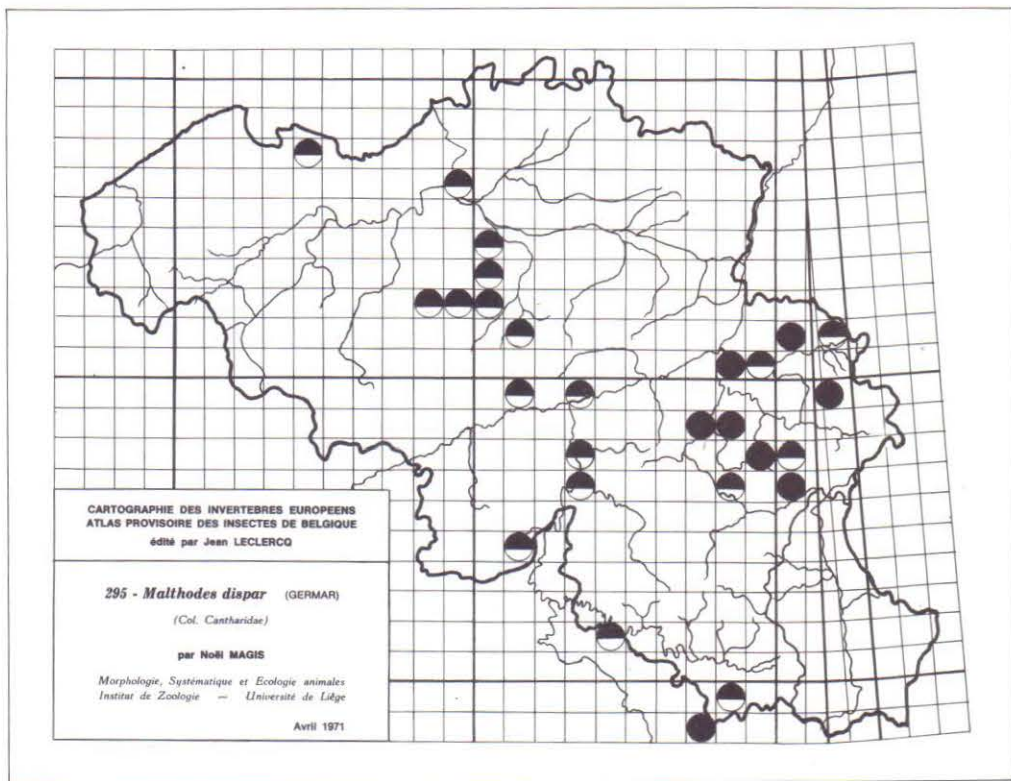 CARTOGRAPHIE DES INVERTEBRES EUROPEENS
ATLAS PROVISOIRE DES INSECTES DE BELGIQUE
édité par Jean LECLERCQ
295 - Malthodes dispar (GERMAR)
(Col. Cantharidae)
par Noël MAGIS
Morphologie, Systématique et Ecologie animales
Institut de Zoologie — Université de Liège
Avril 1971